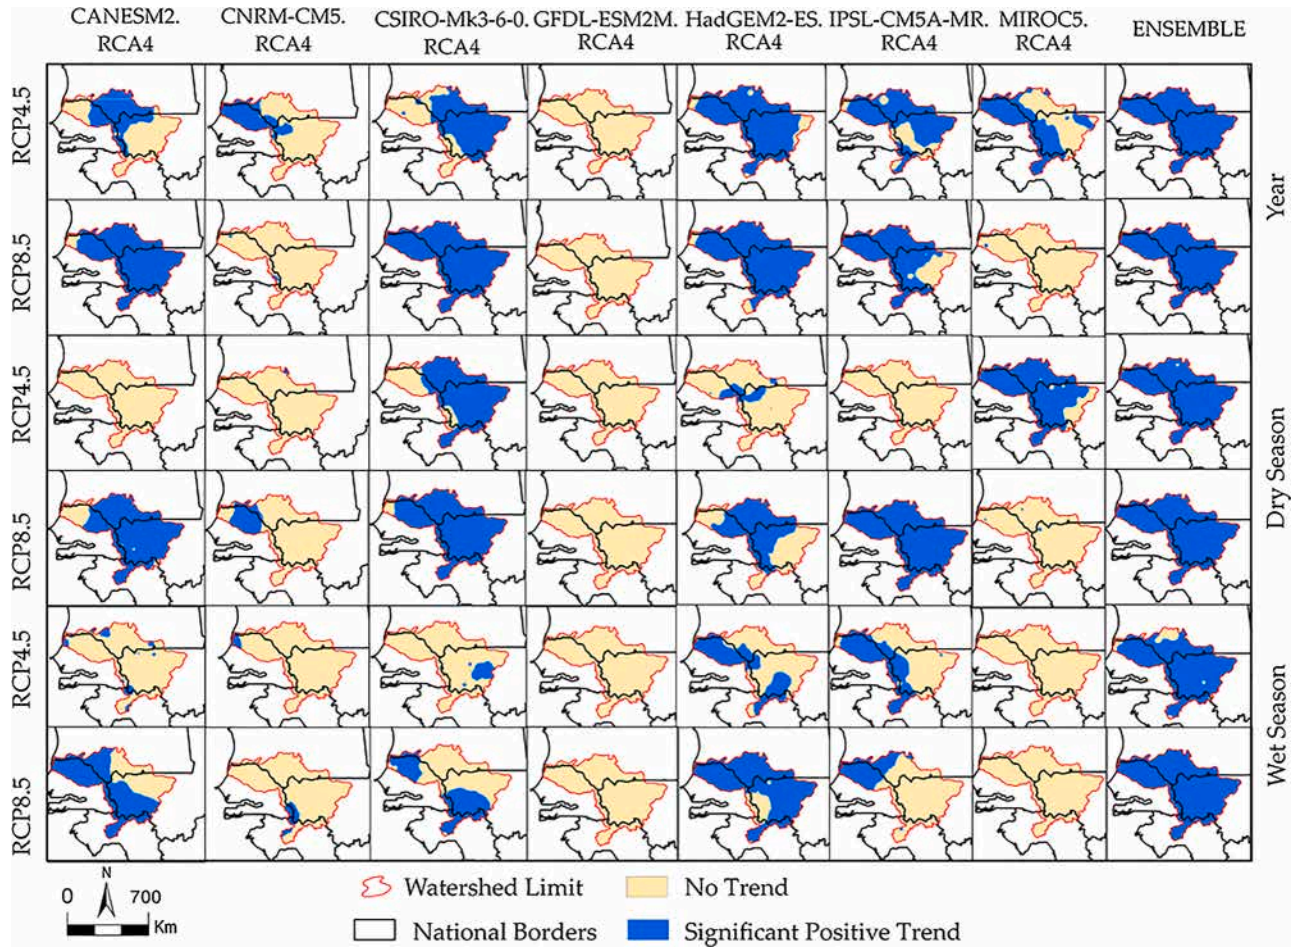 CANESM2. CNRM-CM5. CSIRO-Mk3-6-0. GFDL-ESM2M. HadGEM2-ES. IPSL-CM5A-MR. MIROC5. ENSEMBLE
RCA4 RCA4 RCA4 RCA4 RCA4 RCA4 RCA4
RCP4.5
Year
RCP8.5
RCP4.5
Dry Season
RCP8.5
RCP4.5
Wet Season
RCP8.5
N
0 700
Km
Watershed Limit
No Trend
National Borders
Significant Positive Trend